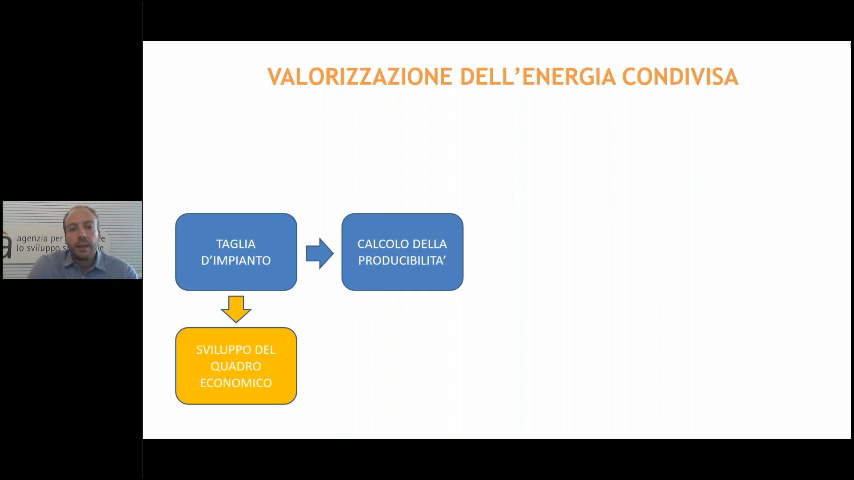 VALORIZZAZIONE DELL'ENERGIA CONDIVISA
TAGLIA
D'IMPIANTO
CALCOLO DELLA
PRODUCIBILITA'
SVILUPPO DEL
QUADRO
ECONOMICO
à
agenzia per
lo sviluppo